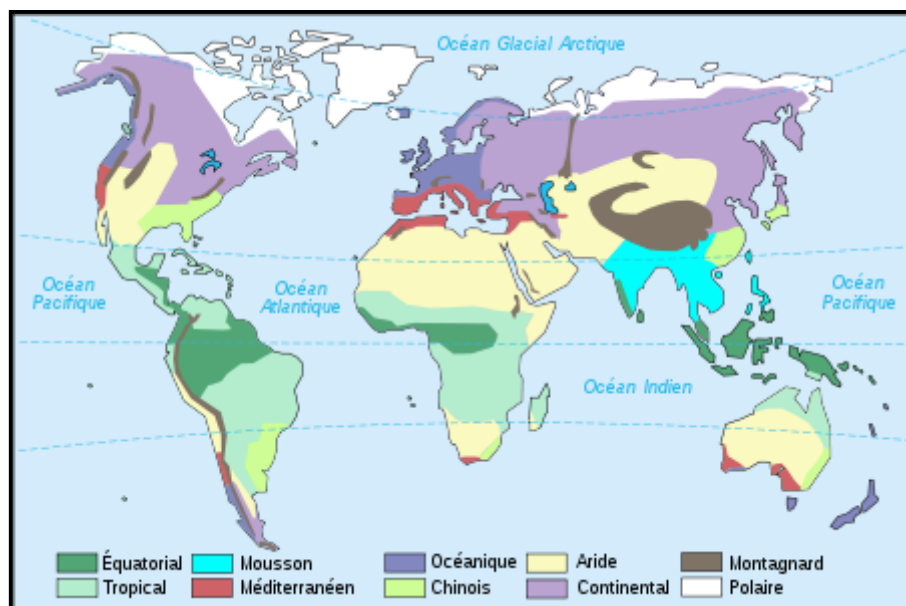 Océan Glacial Arctique
Océan
Pacifique
Océan
Atlantique
Océan
Pacifique
Océan Indien
Équatorial
Mousson
Océanique
Aride
Montagnard
Tropical
Méditerranéen
Chinois
Continental
Polaire